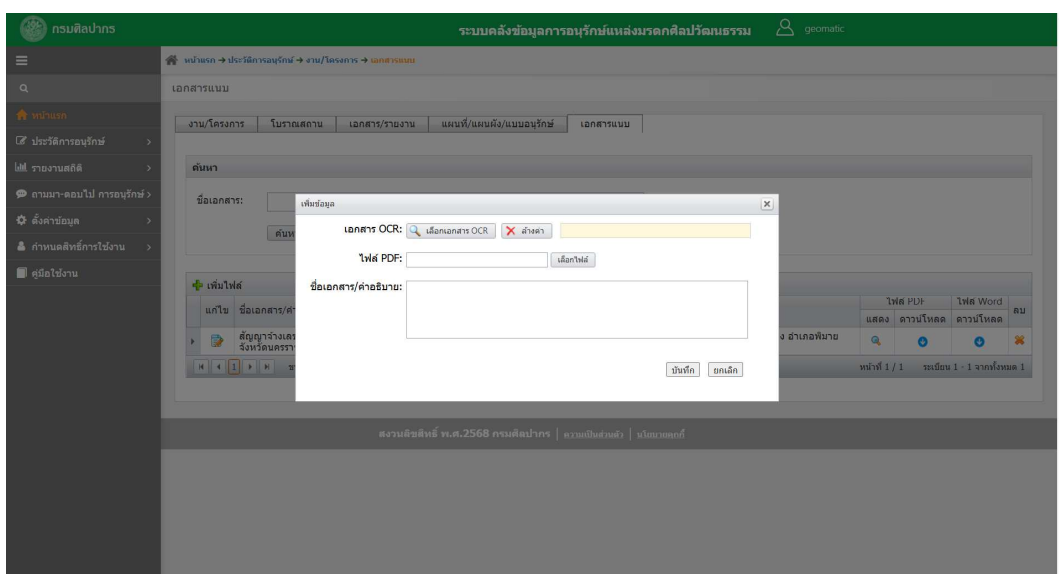 กรมศิลปากร
ระบบคลังข้อมูลการอนุรักษ์แหล่งมรดกศิลปวัฒนธรรม
geomatic
หน้าแรก → ประวัติการอนุรักษ์ → งาน/โครงการ → เอกสารแนบ
เอกสารแนบ
หน้าแรก
ประวัติการอนุรักษ์
รายงานสถิติ
ถามมา-ตอบไป การอนุรักษ์
ตั้งค่าข้อมูล
กำหนดสิทธิ์การใช้งาน
คู่มือใช้งาน
งาน/โครงการ โบราณสถาน เอกสาร/รายงาน แผนที่/แผนผัง/แบบอนุรักษ์ เอกสารแนบ
ค้นหา
ชื่อเอกสาร:
ค้นห
เพิ่มข้อมูล
เอกสาร OCR: เลือกเอกสาร OCR ล้างค่า
ไฟล์ PDF: เลือกไฟล์
ชื่อเอกสาร/คำอธิบาย:
บันทึก ยกเลิก
เพิ่มไฟล์
แก้ไข ชื่อเอกสาร/คำ ไฟล์ PDF ไฟล์ Word ลบ
แสดง ดาวน์โหลด ดาวน์โหลด
สัญญาจ้างเ อำเภอพิมาย
จังหวัดนครรา
1 หน้าที่ 1 / 1 ระเบียน 1 - 1 จากทั้งหมด 1
สงวนลิขสิทธิ์ พ.ศ.2568 กรมศิลปากร | ความเป็นส่วนตัว | นโยบายคุกกี้